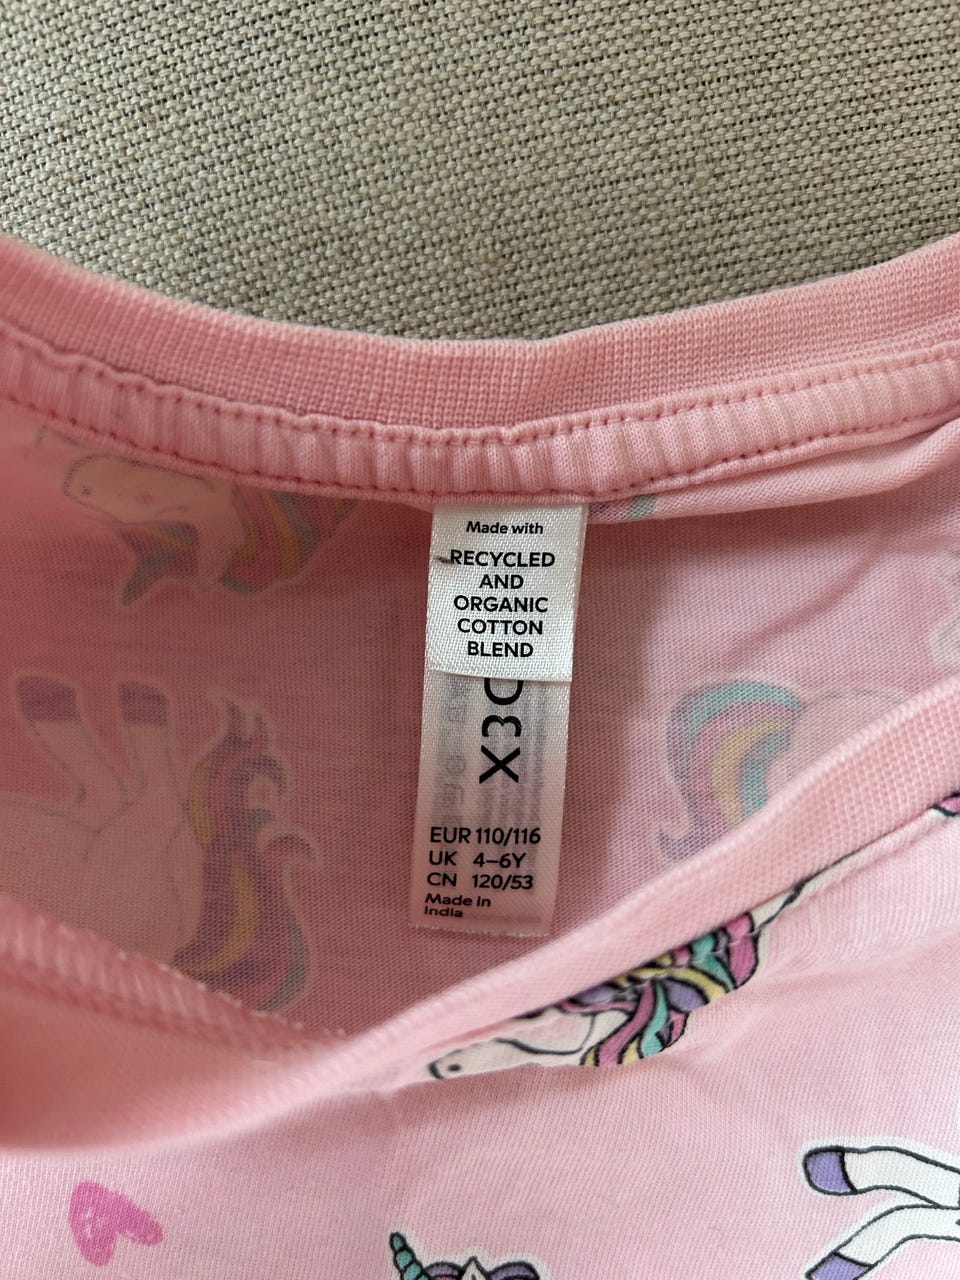 Made with
RECYCLED
AND
ORGANIC
COTTON
BLEND
EUR 110/116
UK 4–6Y
CN 120/53
Made in
India